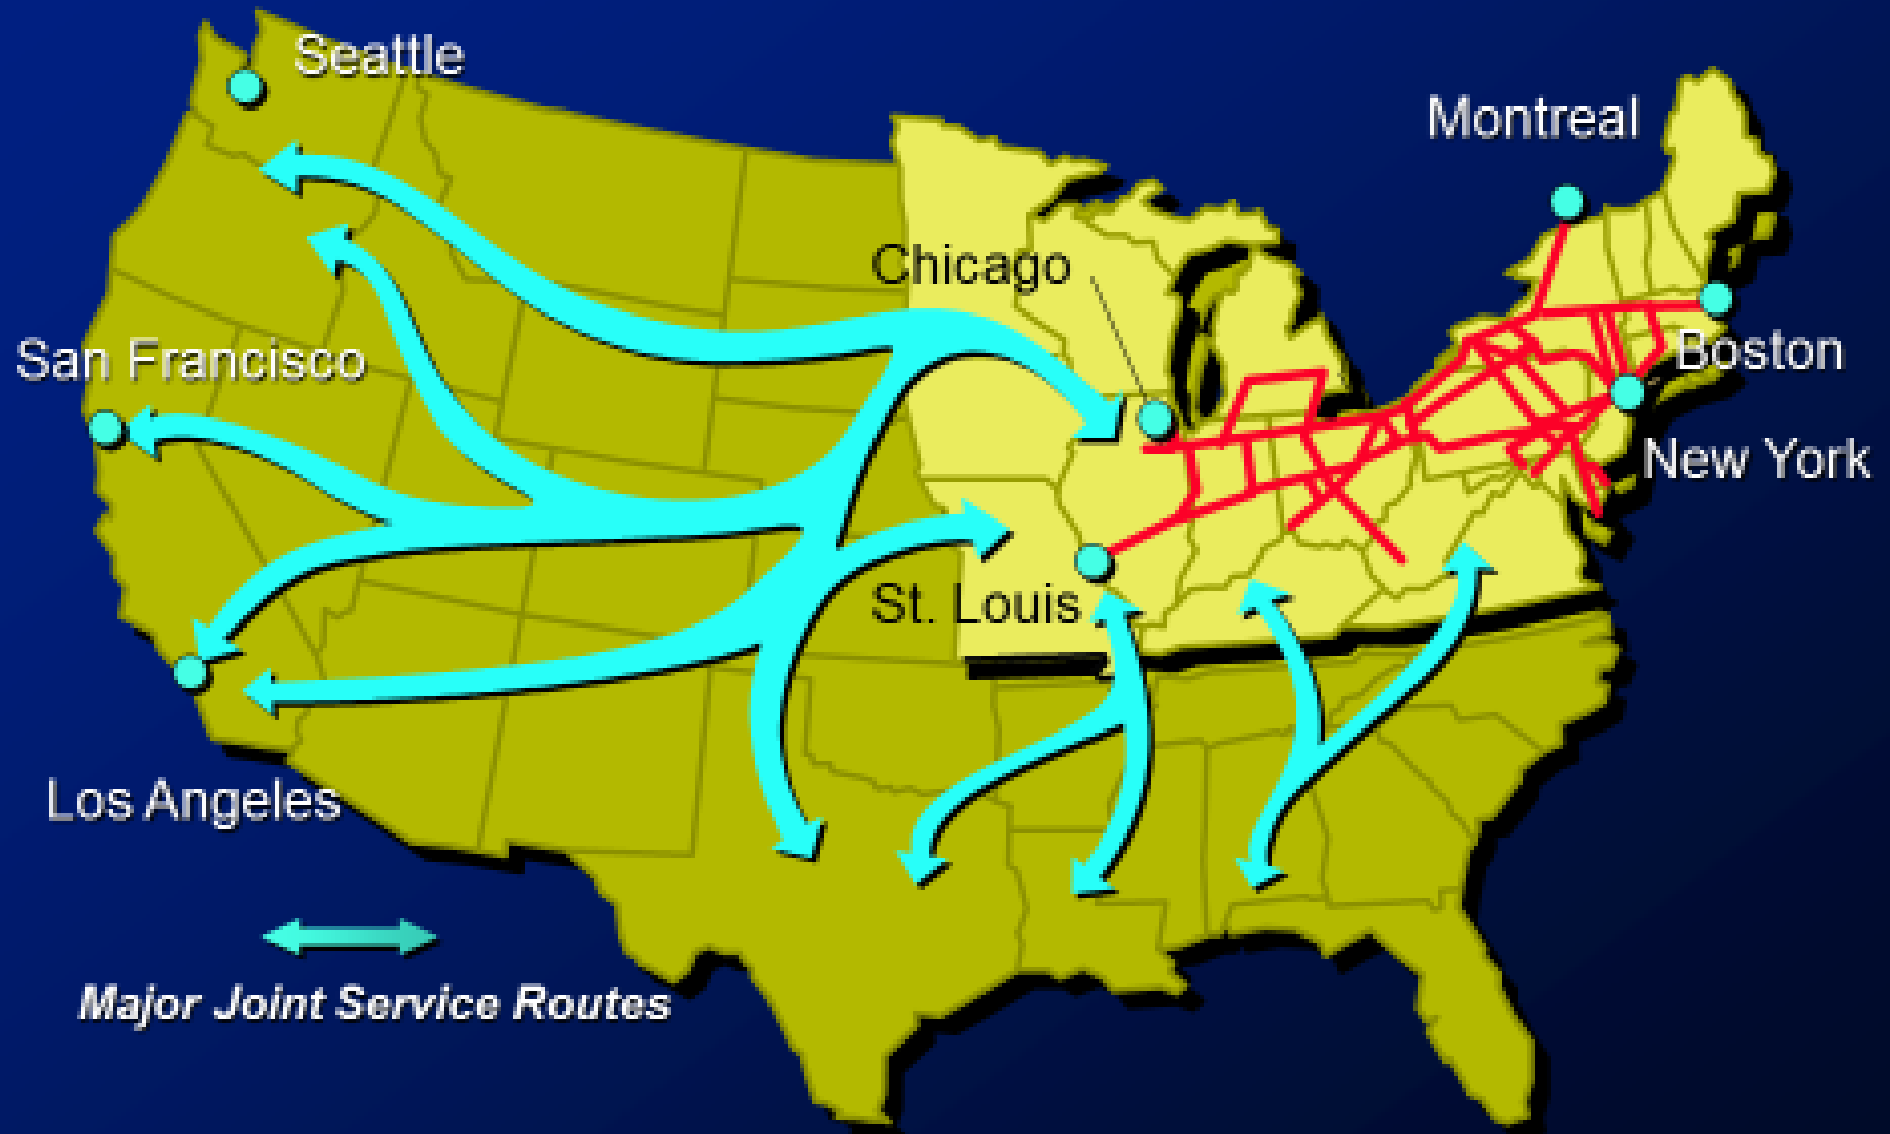 Seattle
Montreal
Chicago
San Francisco
Boston
New York
St. Louis
Los Angeles
Major Joint Service Routes